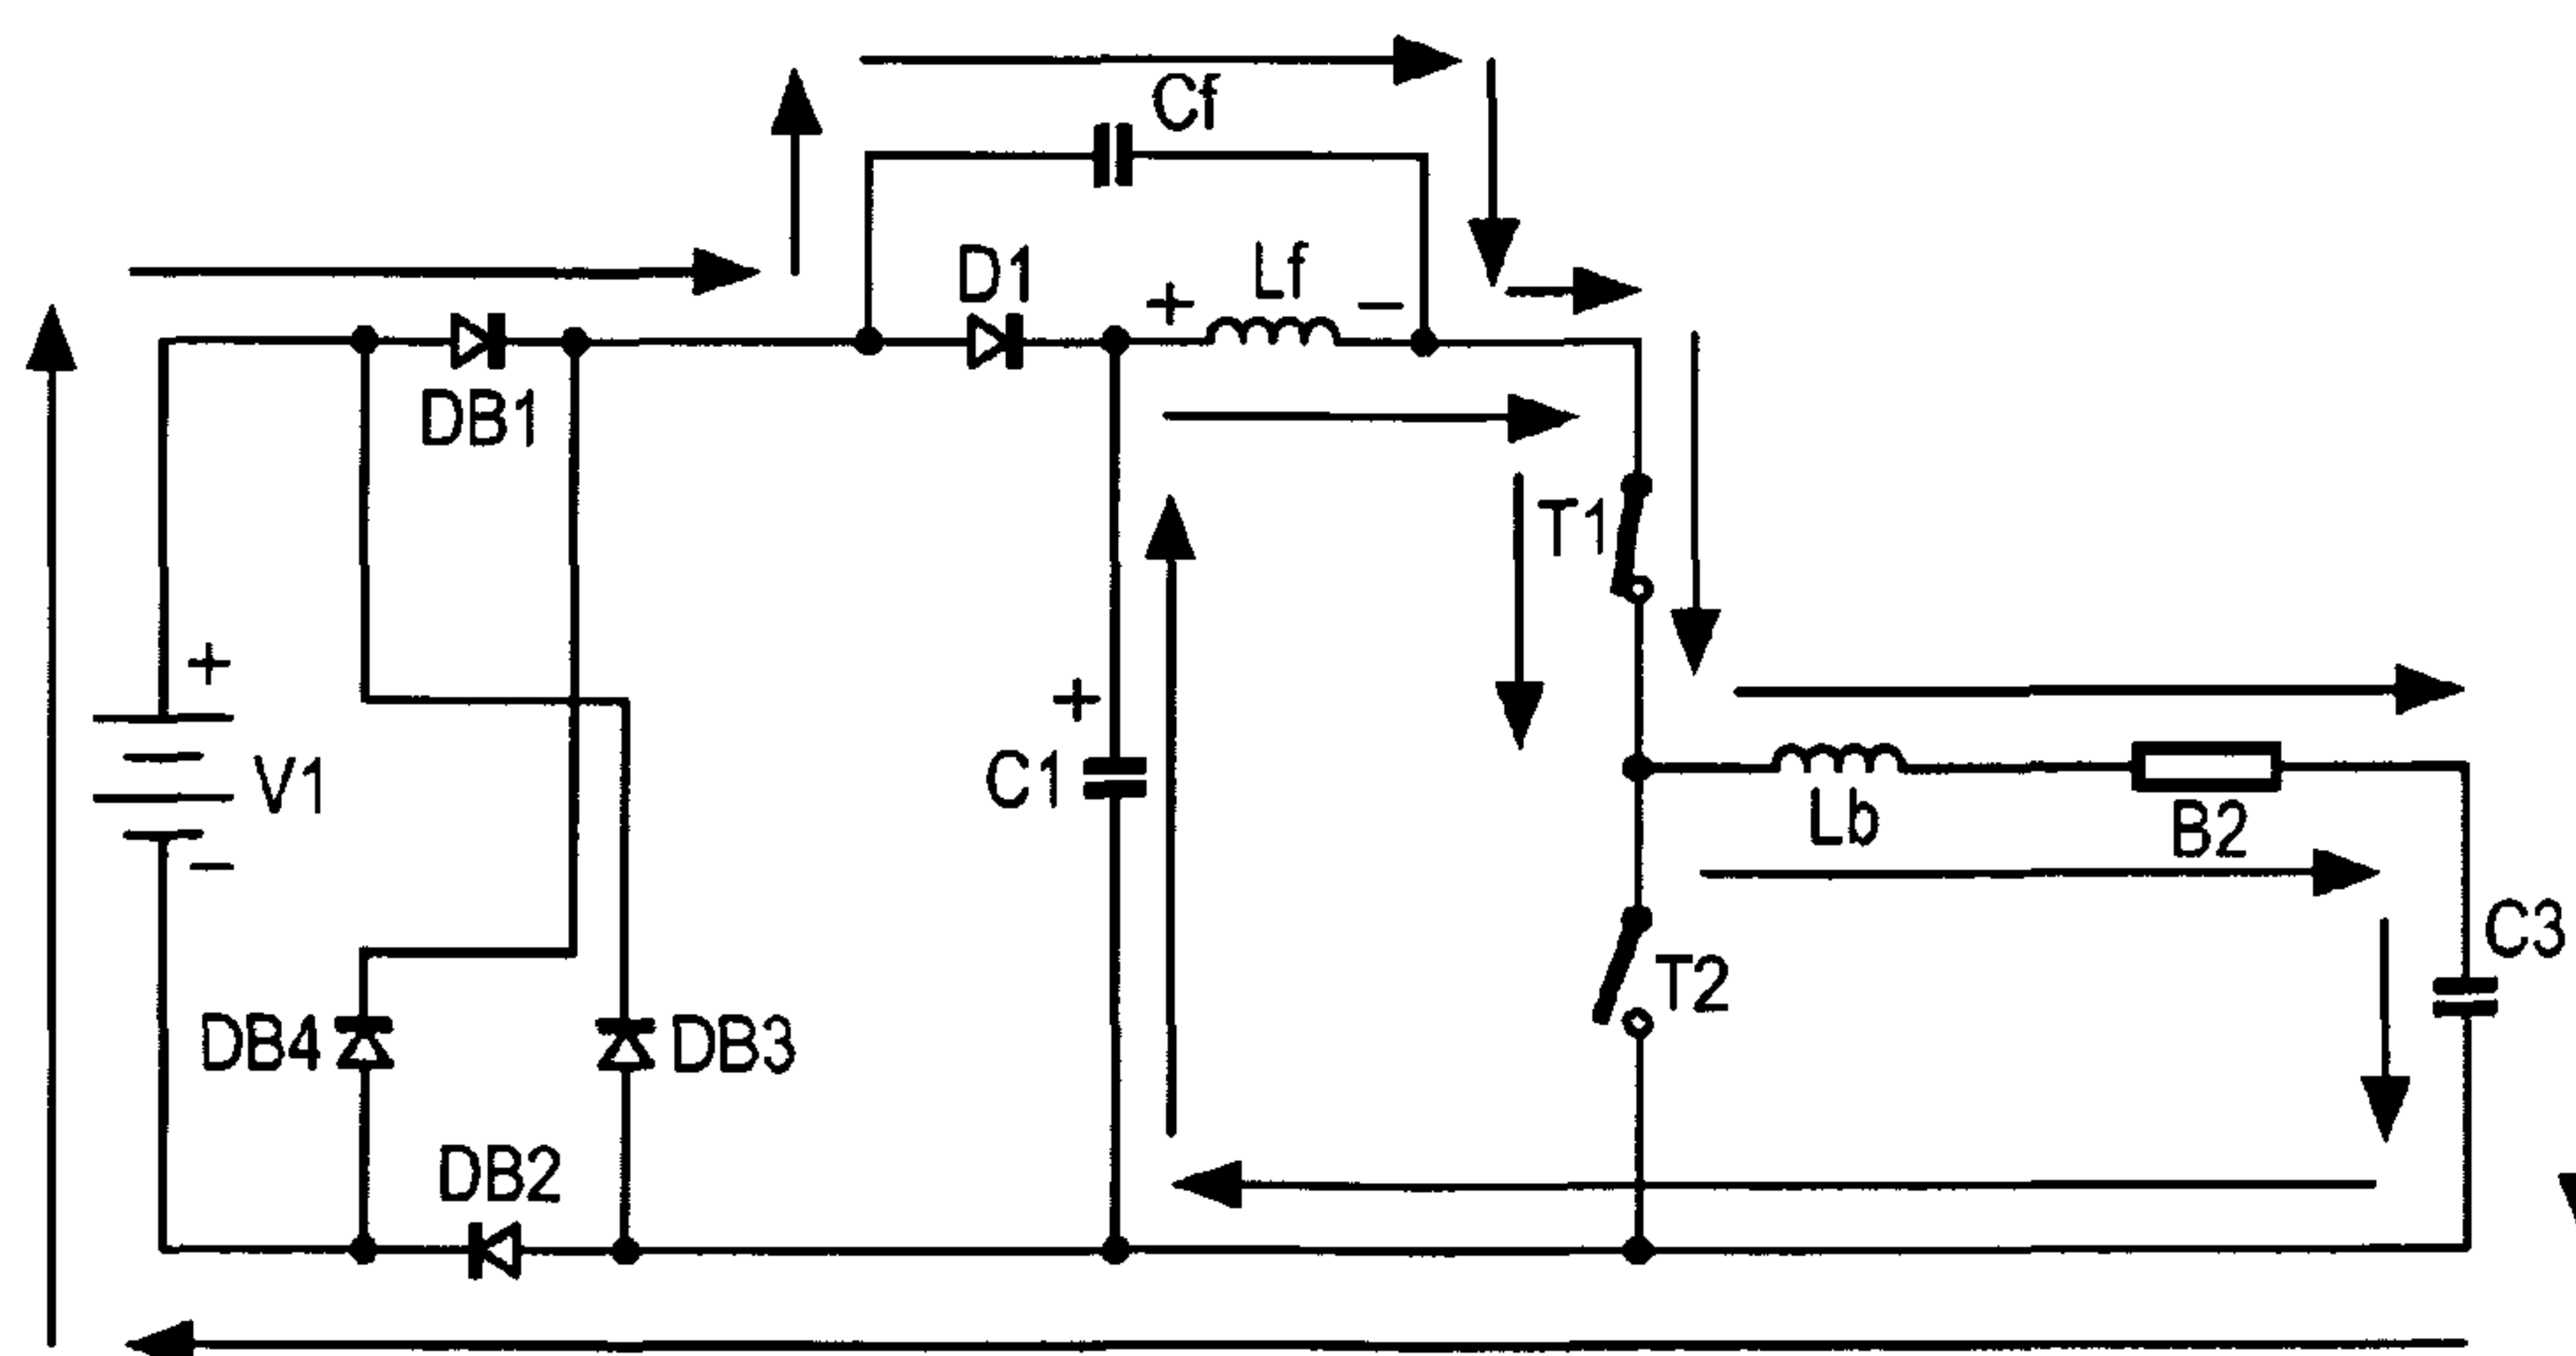 Cf
D1
+ Lf −
DB1
T1
+
V1
+
C1
Lb
B2
−
C3
T2
DB4
DB3
DB2